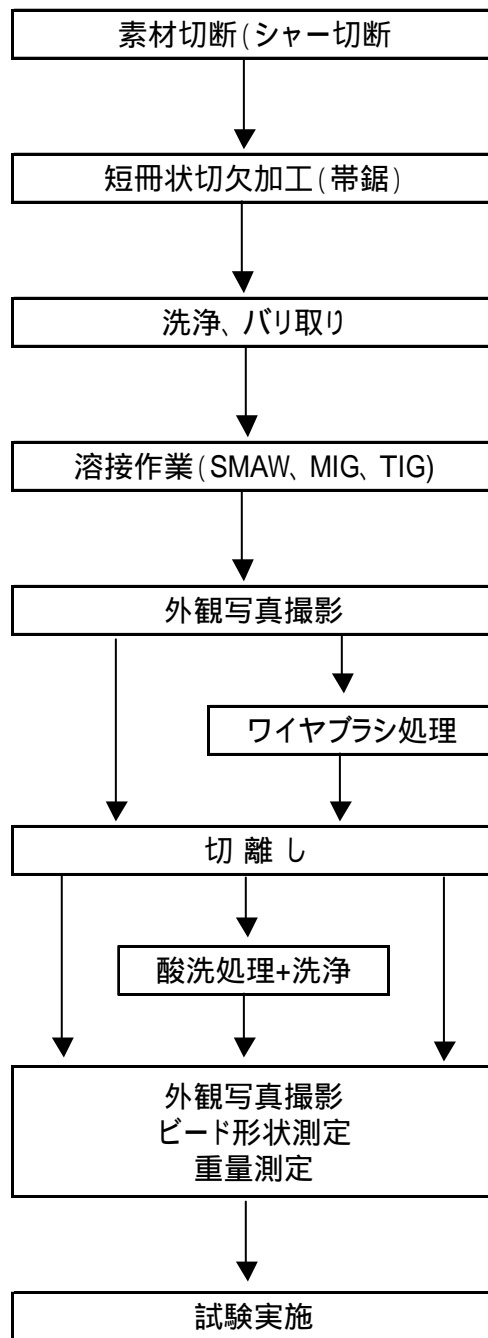 素材切断(シャー切断
短冊状切欠加工(帯鋸)
洗浄、バリ取り
溶接作業(SMAW、MIG、TIG)
外観写真撮影
ワイヤブラシ処理
切 離 し
酸洗処理+洗浄
外観写真撮影
ビード形状測定
重量測定
試験実施